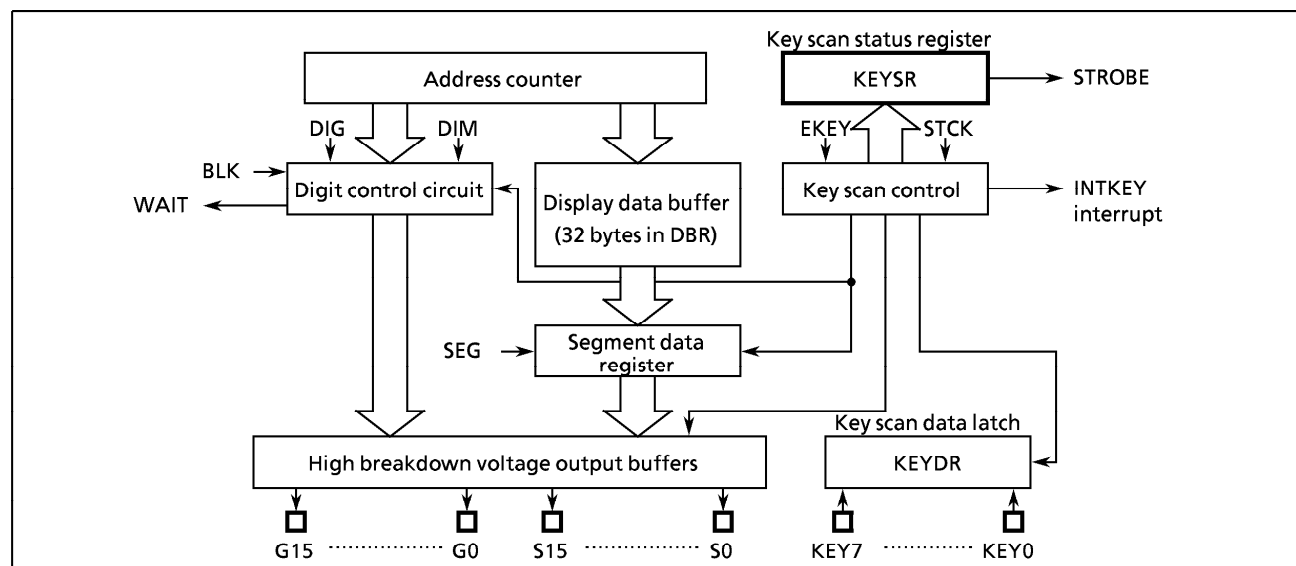 Key scan status register
Address counter
KEYSR
STROBE
DIG
DIM
EKEY
STCK
BLK
WAIT
Digit control circuit
Display data buffer
(32 bytes in DBR)
Key scan control
INTKEY
interrupt
SEG
Segment data
register
Key scan data latch
High breakdown voltage output buffers
KEYDR
G15 ............ G0 S15 ............ S0 KEY7 ............ KEY0